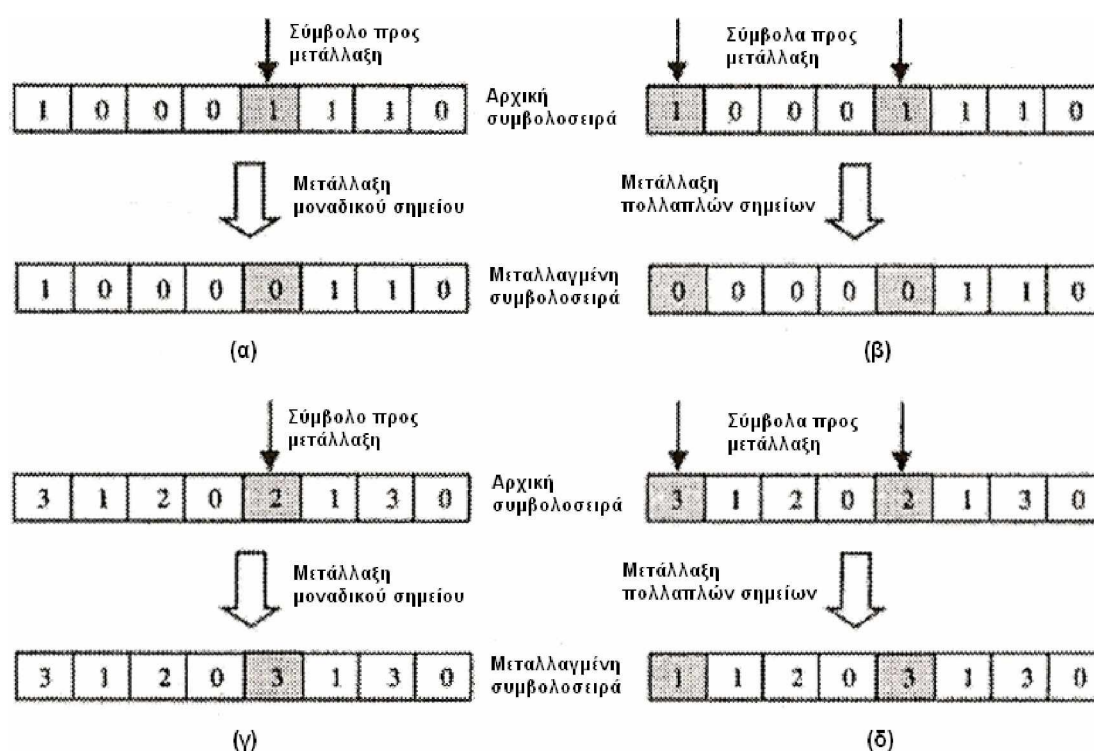 Σύμβολο προς
μετάλλαξη
1 0 0 0 1 1 1 0
Αρχική
συμβολοσειρά
Μετάλλαξη
μοναδικού σημείου
1 0 0 0 0 1 1 0
Μεταλλαγμένη
συμβολοσειρά
(α)
Σύμβολα προς
μετάλλαξη
1 0 0 0 1 1 1 0
Μετάλλαξη
πολλαπλών σημείων
0 0 0 0 0 1 1 0
(β)
Σύμβολο προς
μετάλλαξη
3 1 2 0 2 1 3 0
Αρχική
συμβολοσειρά
Μετάλλαξη
μοναδικού σημείου
3 1 2 0 3 1 3 0
Μεταλλαγμένη
συμβολοσειρά
(γ)
Σύμβολα προς
μετάλλαξη
3 1 2 0 2 1 3 0
Μετάλλαξη
πολλαπλών σημείων
1 1 2 0 3 1 3 0
(δ)